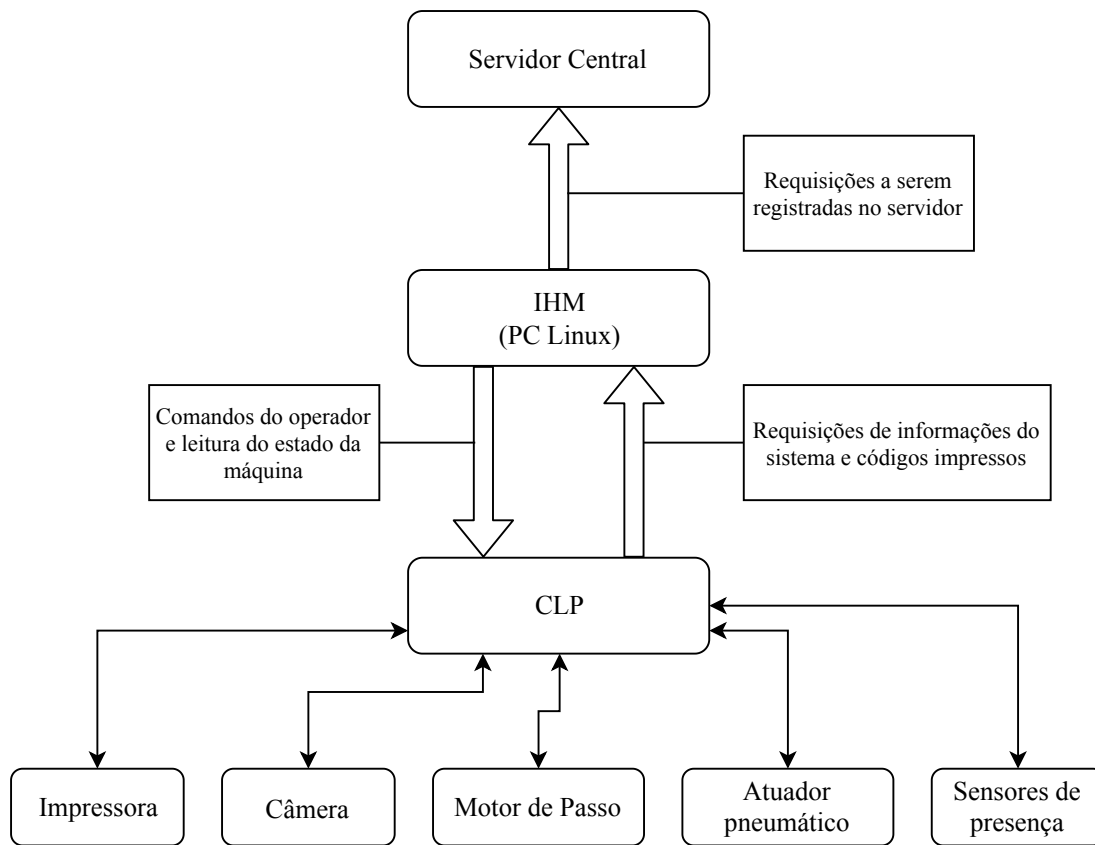 Servidor Central
Requisições a serem
registradas no servidor
IHM
(PC Linux)
Comandos do operador
e leitura do estado da
máquina
Requisições de informações do
sistema e códigos impressos
CLP
Impressora
Câmera
Motor de Passo
Atuador
pneumático
Sensores de
presença